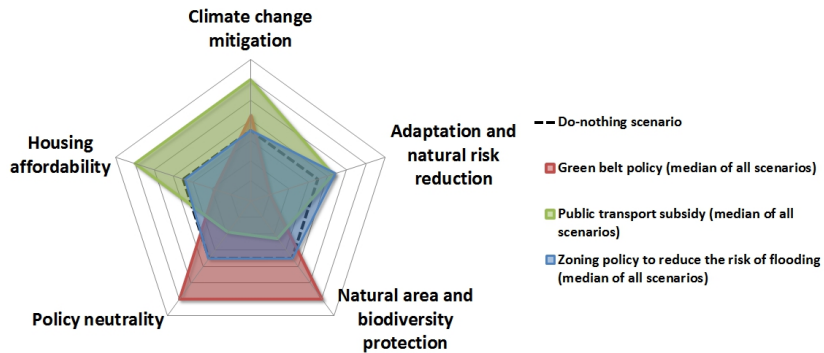 Climate change
mitigation
Adaptation and
natural risk
reduction
Natural area and
biodiversity
protection
Policy neutrality
Housing
affordability
Do-nothing scenario
Green belt policy (median of all scenarios)
Public transport subsidy (median of all
scenarios)
Zoning policy to reduce the risk of flooding
(median of all scenarios)